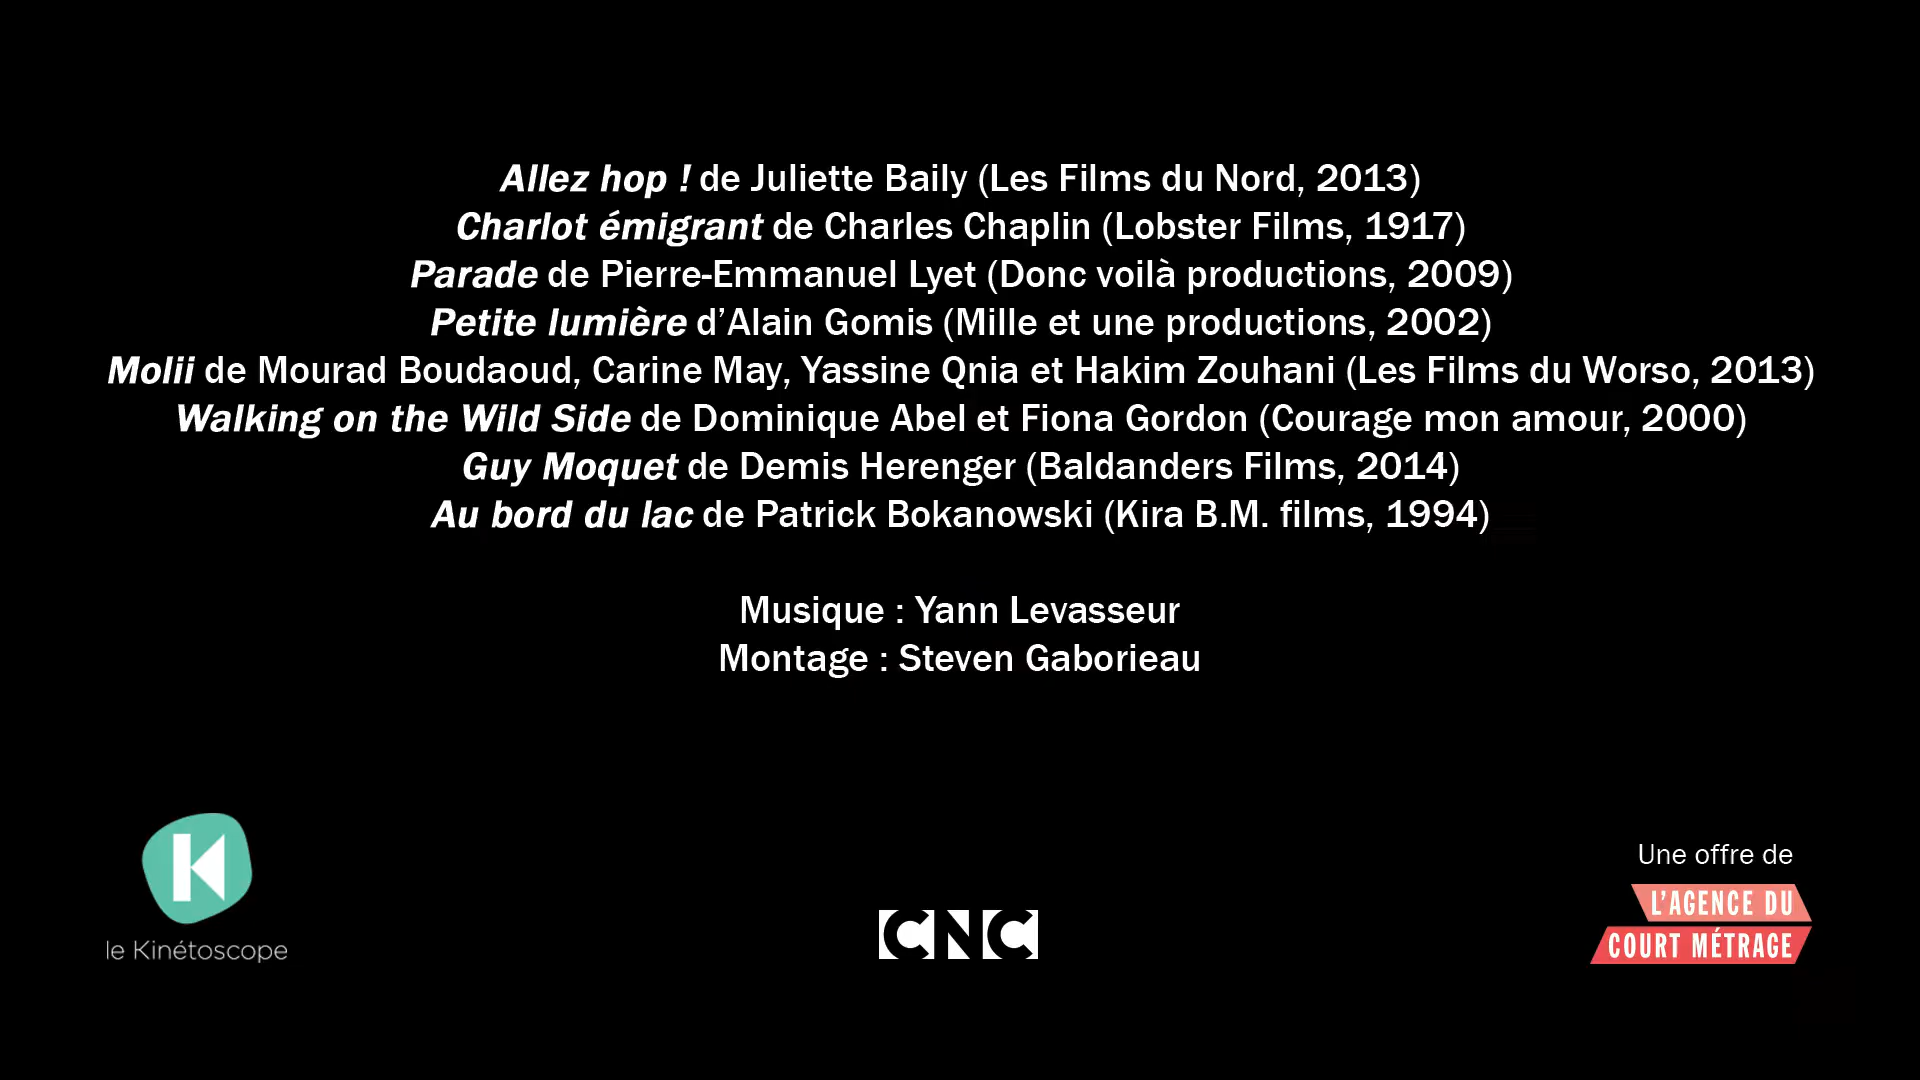 Allez hop ! de Juliette Baily (Les Films du Nord, 2013)
Charlot émigrant de Charles Chaplin (Lobster Films, 1917)
Parade de Pierre-Emmanuel Lyet (Donc voilà productions, 2009)
Petite lumière d’Alain Gomis (Mille et une productions, 2002)
Molii de Mourad Boudaoud, Carine May, Yassine Qnia et Hakim Zouhani (Les Films du Worso, 2013)
Walking on the Wild Side de Dominique Abel et Fiona Gordon (Courage mon amour, 2000)
Guy Moquet de Demis Herenger (Baldanders Films, 2014)
Au bord du lac de Patrick Bokanowski (Kira B.M. films, 1994)
Musique : Yann Levasseur
Montage : Steven Gaborieau
K
le Kinétoscope
CNC
Une offre de
L’AGENCE DU
COURT MÉTRAGE